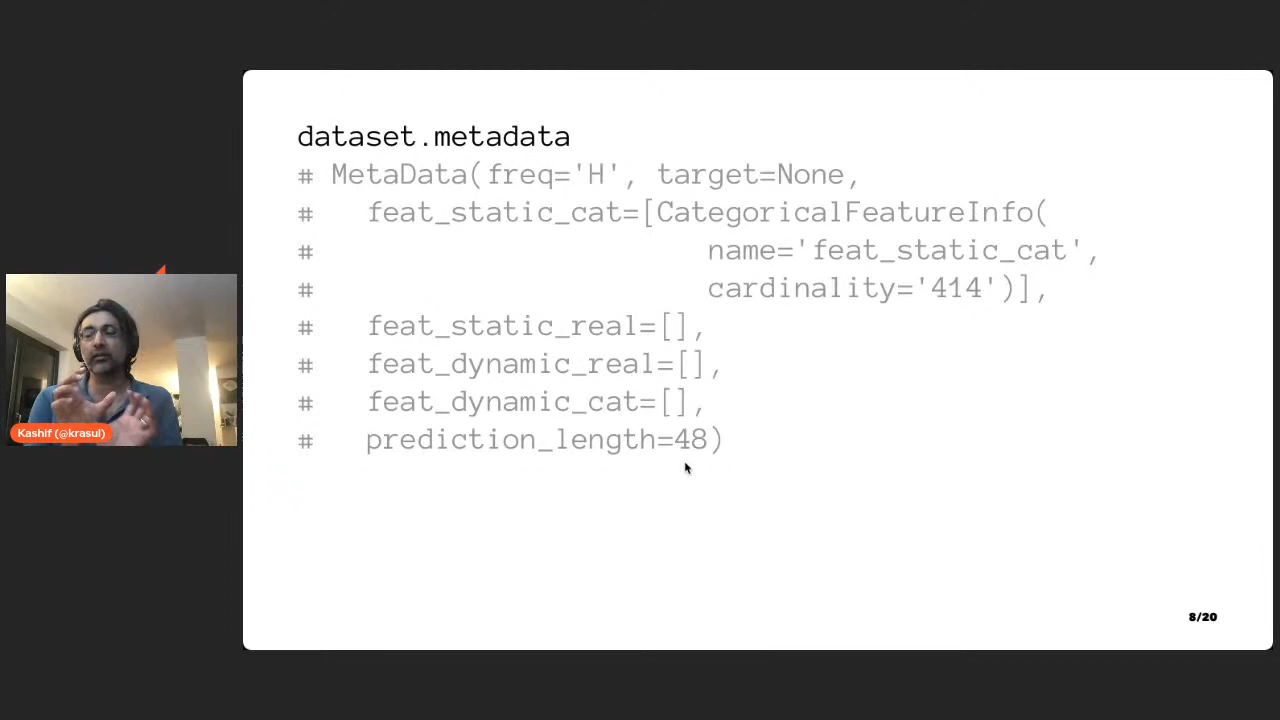 dataset.metadata
# MetaData(freq='H', target=None,
#   feat_static_cat=[CategoricalFeatureInfo(
#                       name='feat_static_cat',
#                       cardinality='414')],
#   feat_static_real=[],
#   feat_dynamic_real=[],
#   feat_dynamic_cat=[],
#   prediction_length=48)
Kashif (@krasul)
8/20